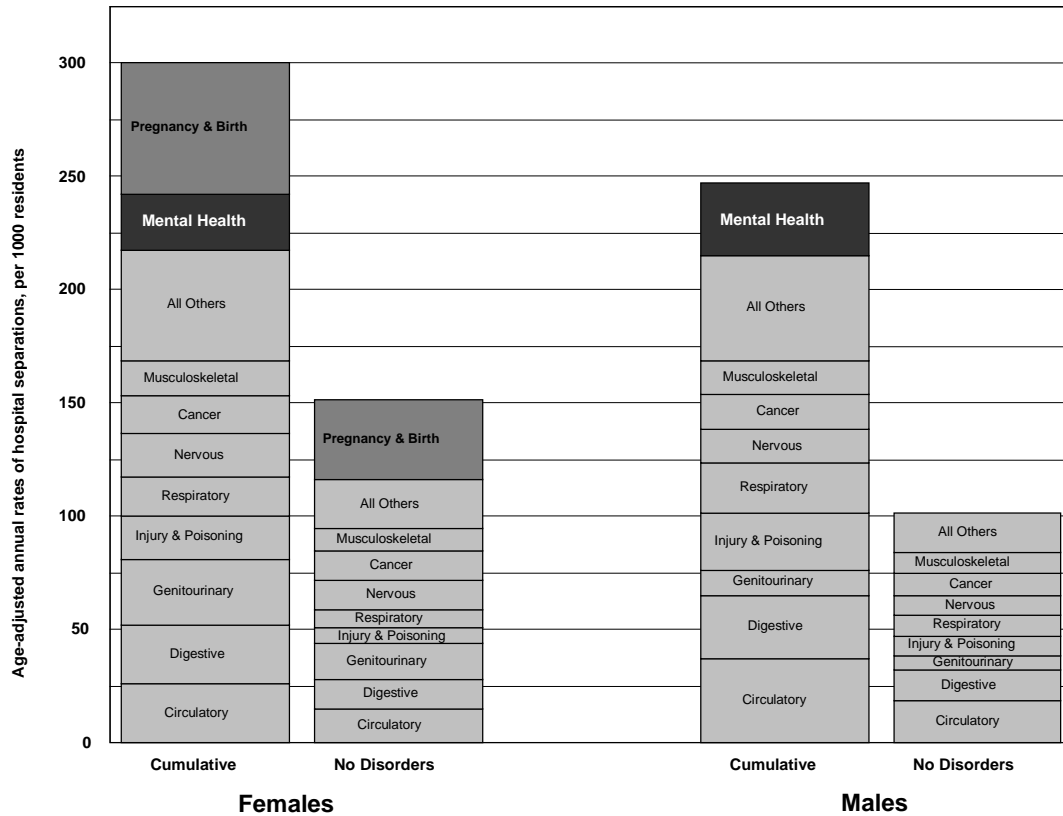 Age-adjusted annual rates of hospital separations, per 1000 residents
300
250
200
150
100
50
0
Pregnancy & Birth
Mental Health
All Others
Musculoskeletal
Cancer
Nervous
Respiratory
Injury & Poisoning
Genitourinary
Digestive
Circulatory
Pregnancy & Birth
All Others
Musculoskeletal
Cancer
Nervous
Respiratory
Injury & Poisoning
Genitourinary
Digestive
Circulatory
Mental Health
All Others
Musculoskeletal
Cancer
Nervous
Respiratory
Injury & Poisoning
Genitourinary
Digestive
Circulatory
All Others
Musculoskeletal
Cancer
Nervous
Respiratory
Injury & Poisoning
Genitourinary
Digestive
Circulatory
Cumulative
No Disorders
Cumulative
No Disorders
Females
Males